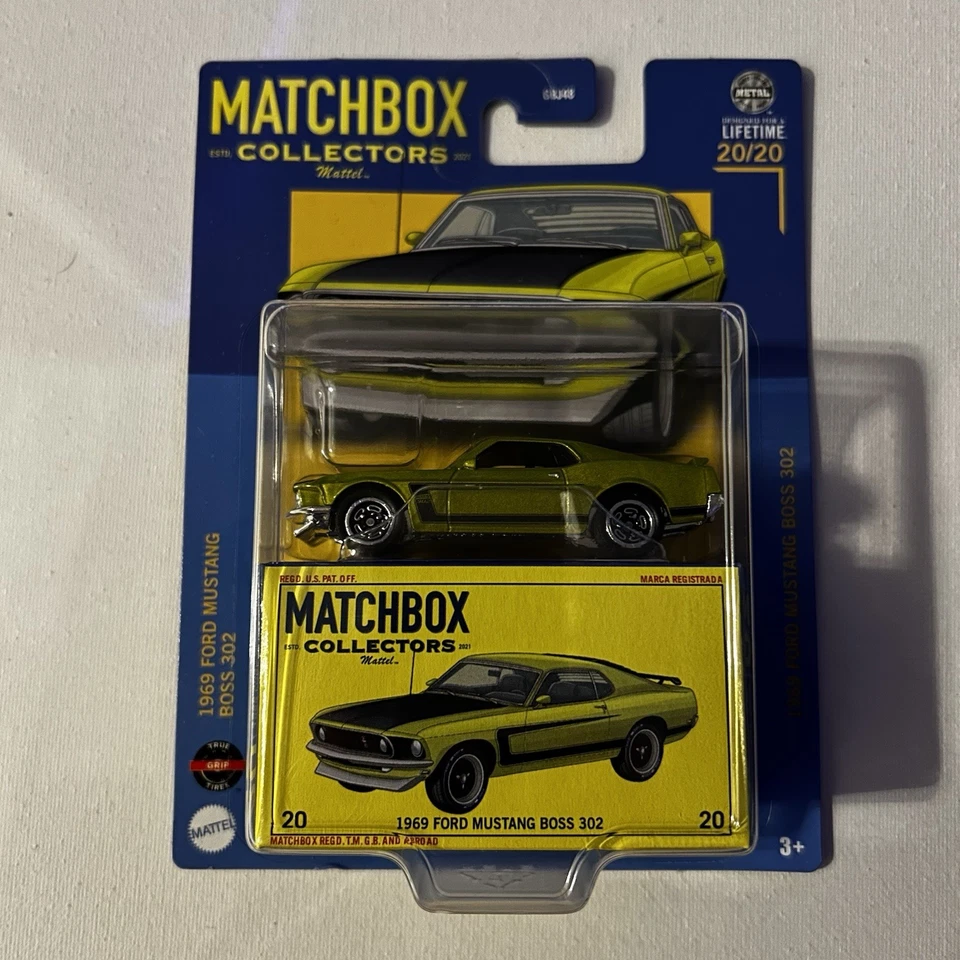 MATCHBOX
ESTD. COLLECTORS 2021
Mattel™
METAL
DESIGNED FOR A
LIFETIME
20/20
1969 FORD MUSTANG
BOSS 302
1969 FORD MUSTANG BOSS 302
REGD. U.S. PAT. OFF.
MARCA REGISTRADA
MATCHBOX
ESTD. COLLECTORS 2021
Mattel™
20
1969 FORD MUSTANG BOSS 302
20
MATCHBOX REGD. T.M. G.B. AND ABROAD
TRUE
GRIP
TIRES
MATTEL
3+